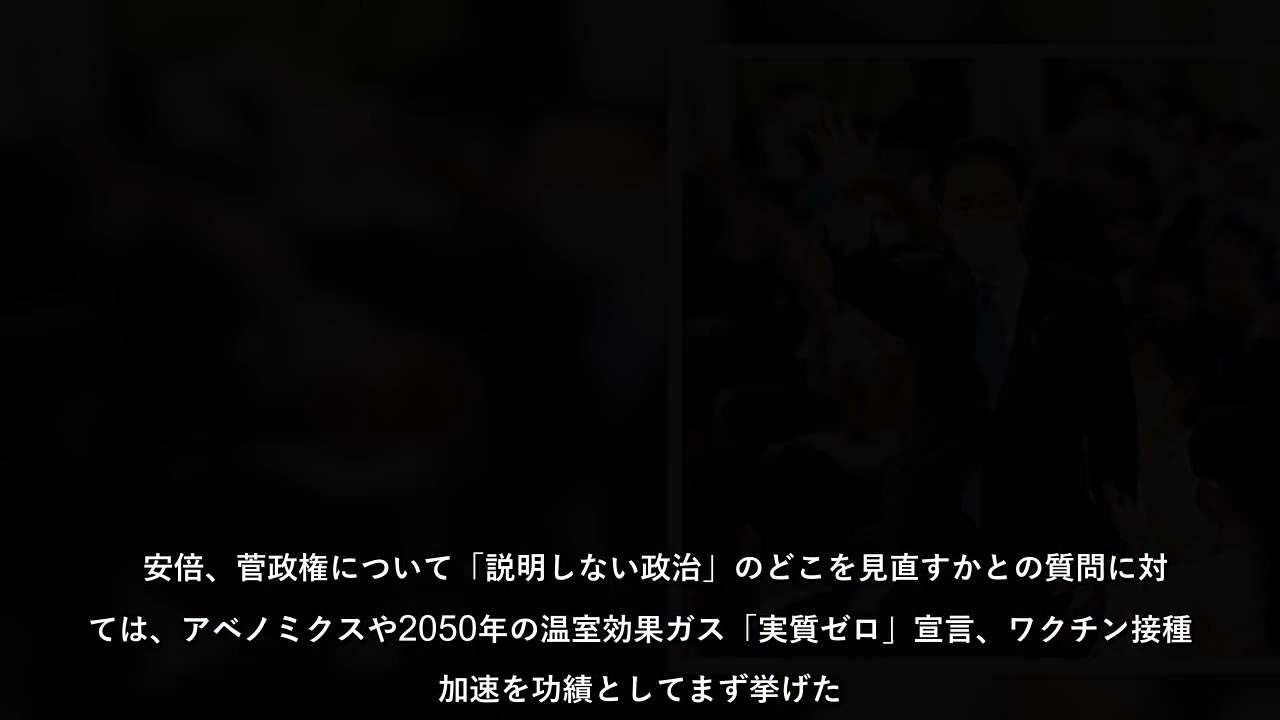 安倍、菅政権について「説明しない政治」のどこを見直すかとの質問に対
ては、アベノミクスや2050年の温室効果ガス「実質ゼロ」宣言、ワクチン接種
加速を功績としてまず挙げた